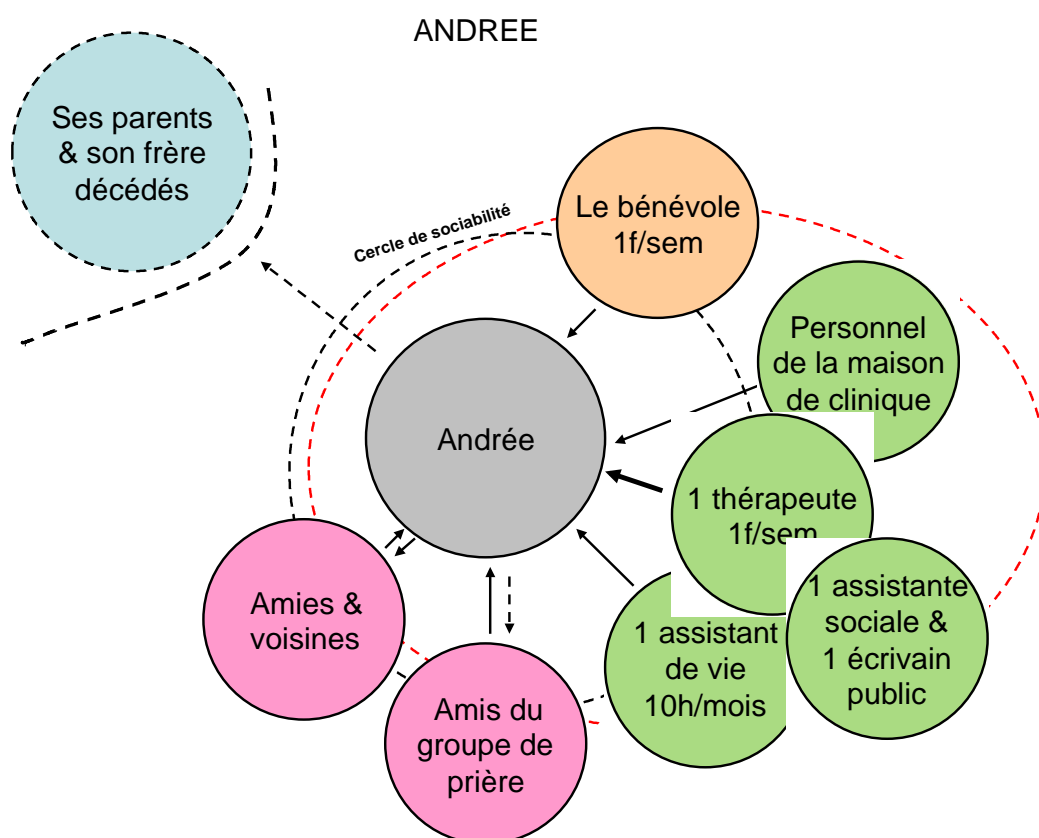 ANDREE
Ses parents
& son frère
décédés
Cercle de sociabilité
Le bénévole
1f/sem
Personnel
de la maison
de clinique
Andrée
1 thérapeute
1f/sem
1 assistante
sociale &
1 écrivain
public
Amies &
voisines
1 assistant
de vie
10h/mois
Amis du
groupe de
prière